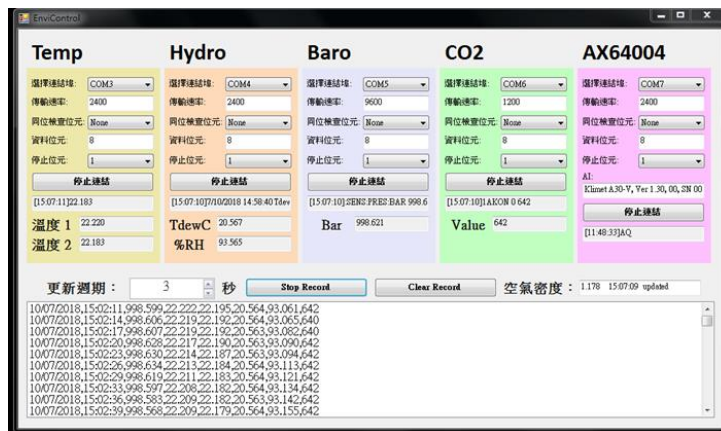 EnviControl
Temp Hydro Baro CO2 AX64004
選擇連結埠: COM3 選擇連結埠: COM4 選擇連結埠: COM5 選擇連結埠: COM6 選擇連結埠: COM7
傳輸速率: 2400 傳輸速率: 2400 傳輸速率: 9600 傳輸速率: 1200 傳輸速率: 2400
同位檢查位元: None 同位檢查位元: None 同位檢查位元: None 同位檢查位元: None 同位檢查位元: None
資料位元: 8 資料位元: 8 資料位元: 8 資料位元: 8 資料位元: 8
停止位元: 1 停止位元: 1 停止位元: 1 停止位元: 1 停止位元: 1
停止連結 停止連結 停止連結 停止連結 AI:
Klimet A30-V, Ver 1.30, 00, SN 00
[15:07:11]22.183 [15:07:10]7/10/2018 14:58:40 Tdew [15:07:10]:SENS:PRES:BAR 998.6 [15:07:10]1AKON 0 642 停止連結
溫度 1 22.220 TdewC 20.567 Bar 998.621 Value 642 [11:48:33]AQ
溫度 2 22.183 %RH 93.565
更新週期： 3 秒 Stop Record Clear Record 空氣密度： 1.178 15:07:09 updated
10/07/2018,15:02:11,998.599,22.222,22.195,20.564,93.061,642
10/07/2018,15:02:14,998.606,22.219,22.192,20.564,93.065,640
10/07/2018,15:02:17,998.607,22.219,22.192,20.563,93.082,640
10/07/2018,15:02:20,998.628,22.217,22.190,20.563,93.090,642
10/07/2018,15:02:23,998.630,22.214,22.187,20.563,93.094,642
10/07/2018,15:02:26,998.634,22.213,22.184,20.564,93.113,642
10/07/2018,15:02:29,998.619,22.211,22.183,20.564,93.121,642
10/07/2018,15:02:33,998.597,22.208,22.182,20.564,93.134,642
10/07/2018,15:02:36,998.583,22.209,22.182,20.563,93.142,642
10/07/2018,15:02:39,998.568,22.209,22.179,20.564,93.155,642